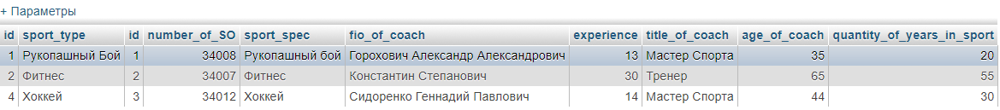 + Параметры
id sport_type id number_of_SO sport_spec fio_of_coach experience title_of_coach age_of_coach quantity_of_years_in_sport
1 Рукопашный Бой 1 34008 Рукопашный бой Горохович Александр Александрович 13 Мастер Спорта 35 20
2 Фитнес 2 34007 Фитнес Константин Степанович 30 Тренер 65 55
4 Хоккей 3 34012 Хоккей Сидоренко Геннадий Павлович 14 Мастер Спорта 44 30